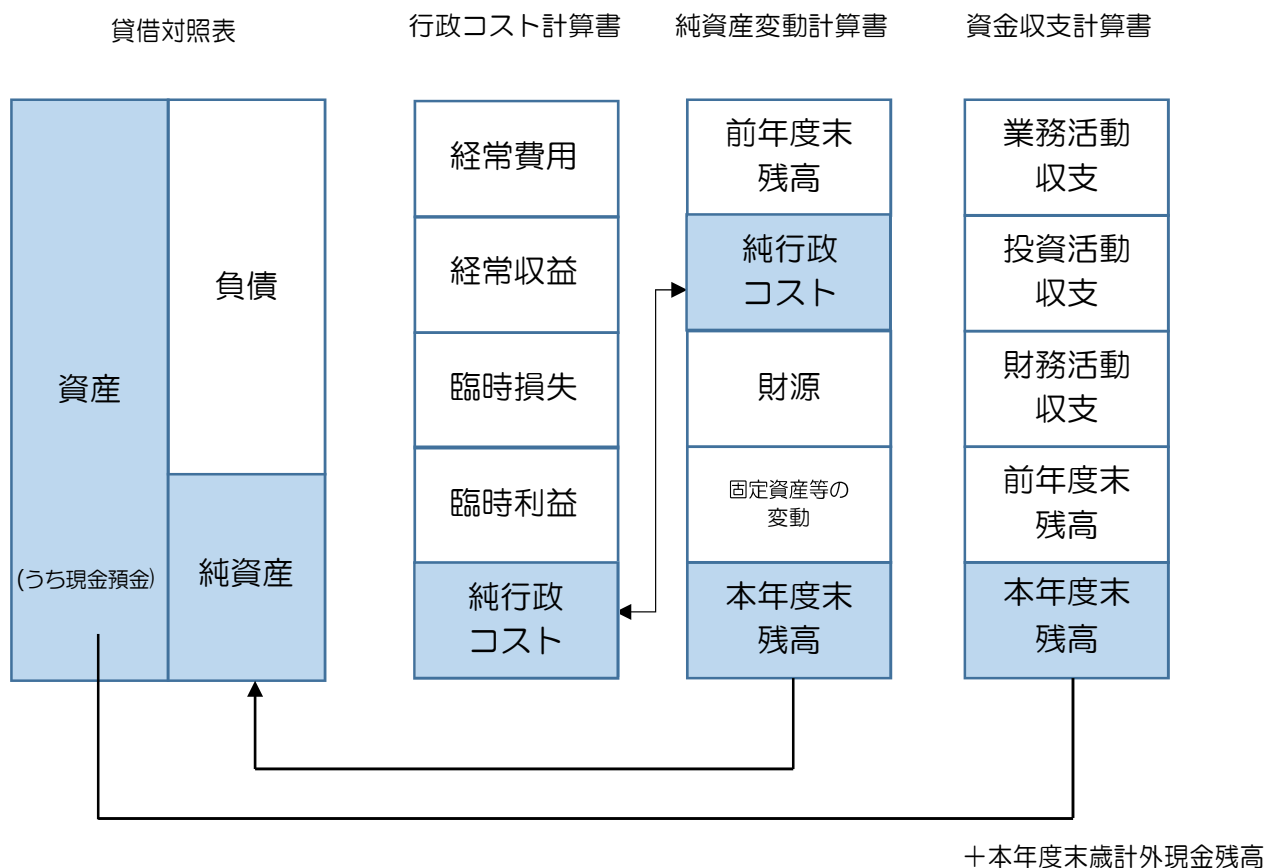 貸借対照表
行政コスト計算書
純資産変動計算書
資金収支計算書
資産
(うち現金預金)
負債
純資産
経常費用
経常収益
臨時損失
臨時利益
純行政
コスト
前年度末
残高
純行政
コスト
財源
固定資産等の
変動
本年度末
残高
業務活動
収支
投資活動
収支
財務活動
収支
前年度末
残高
本年度末
残高
＋本年度末歳計外現金残高